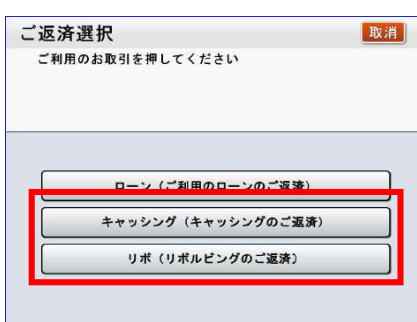 ご返済選択
取消
ご利用のお取引を押してください
ローン（ご利用のローンのご返済）
キャッシング（キャッシングのご返済）
リボ（リボルビングのご返済）